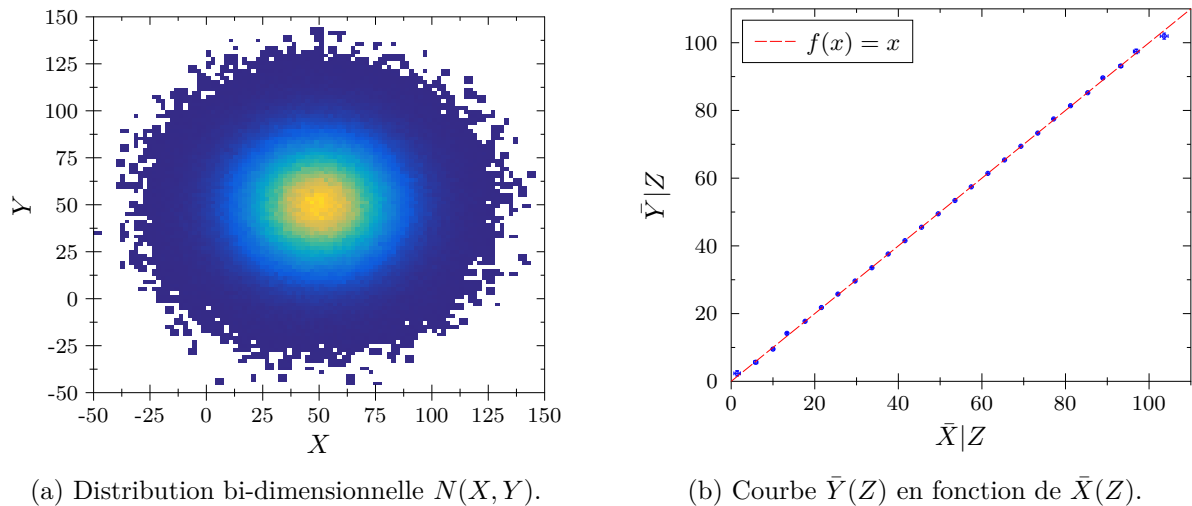 150
125
100
75
50
25
0
-25
-50
Y
-50 -25 0 25 50 75 100 125 150
X
100
80
60
40
20
0
Ȳ|Z
f(x) = x
0 20 40 60 80 100
X̄|Z
(a) Distribution bi-dimensionnelle N(X, Y).
(b) Courbe Ȳ(Z) en fonction de X̄(Z).